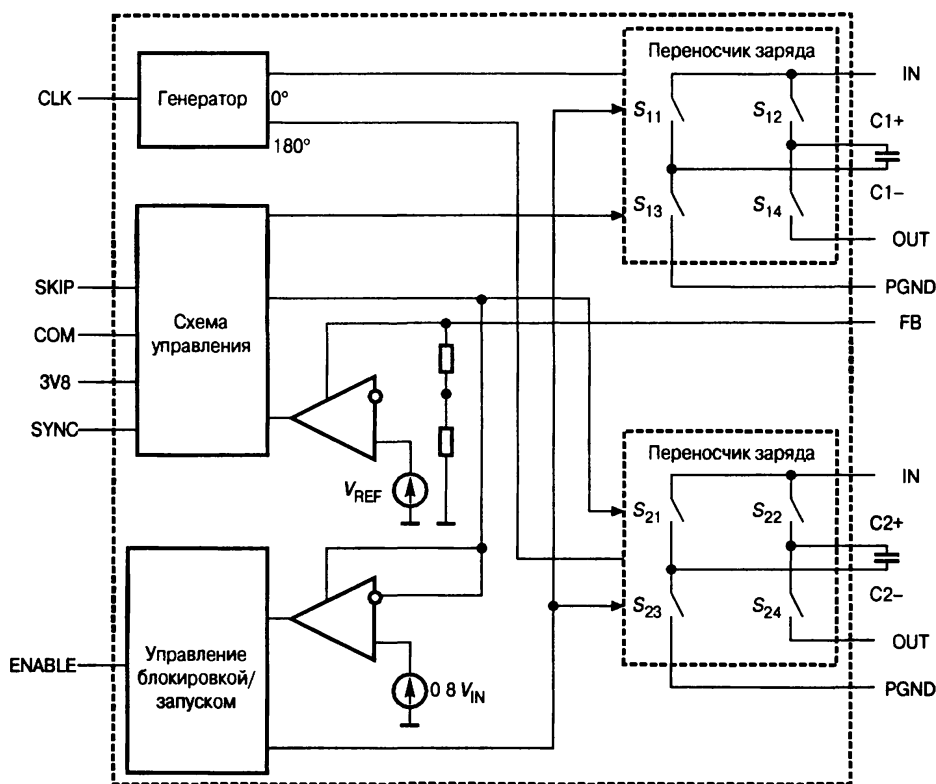 Переносчик заряда
IN
CLK
Генератор
0°
180°
S11
S12
C1+
C1–
S13
S14
OUT
PGND
SKIP
COM
3V8
SYNC
Схема
управления
FB
VREF
Переносчик заряда
IN
S21
S22
C2+
C2–
S23
S24
OUT
PGND
ENABLE
Управление
блокировкой/
запуском
0 8 VIN